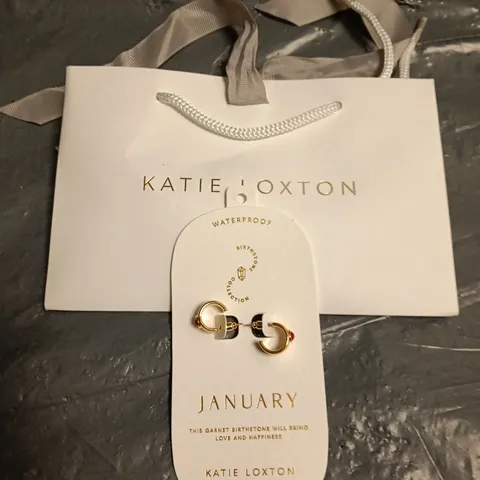 KATIE LOXTON
WATERPROOF
BIRTHSTONE
COLLECTION
JANUARY
THIS GARNET BIRTHSTONE WILL BRING
LOVE AND HAPPINESS
KATIE LOXTON